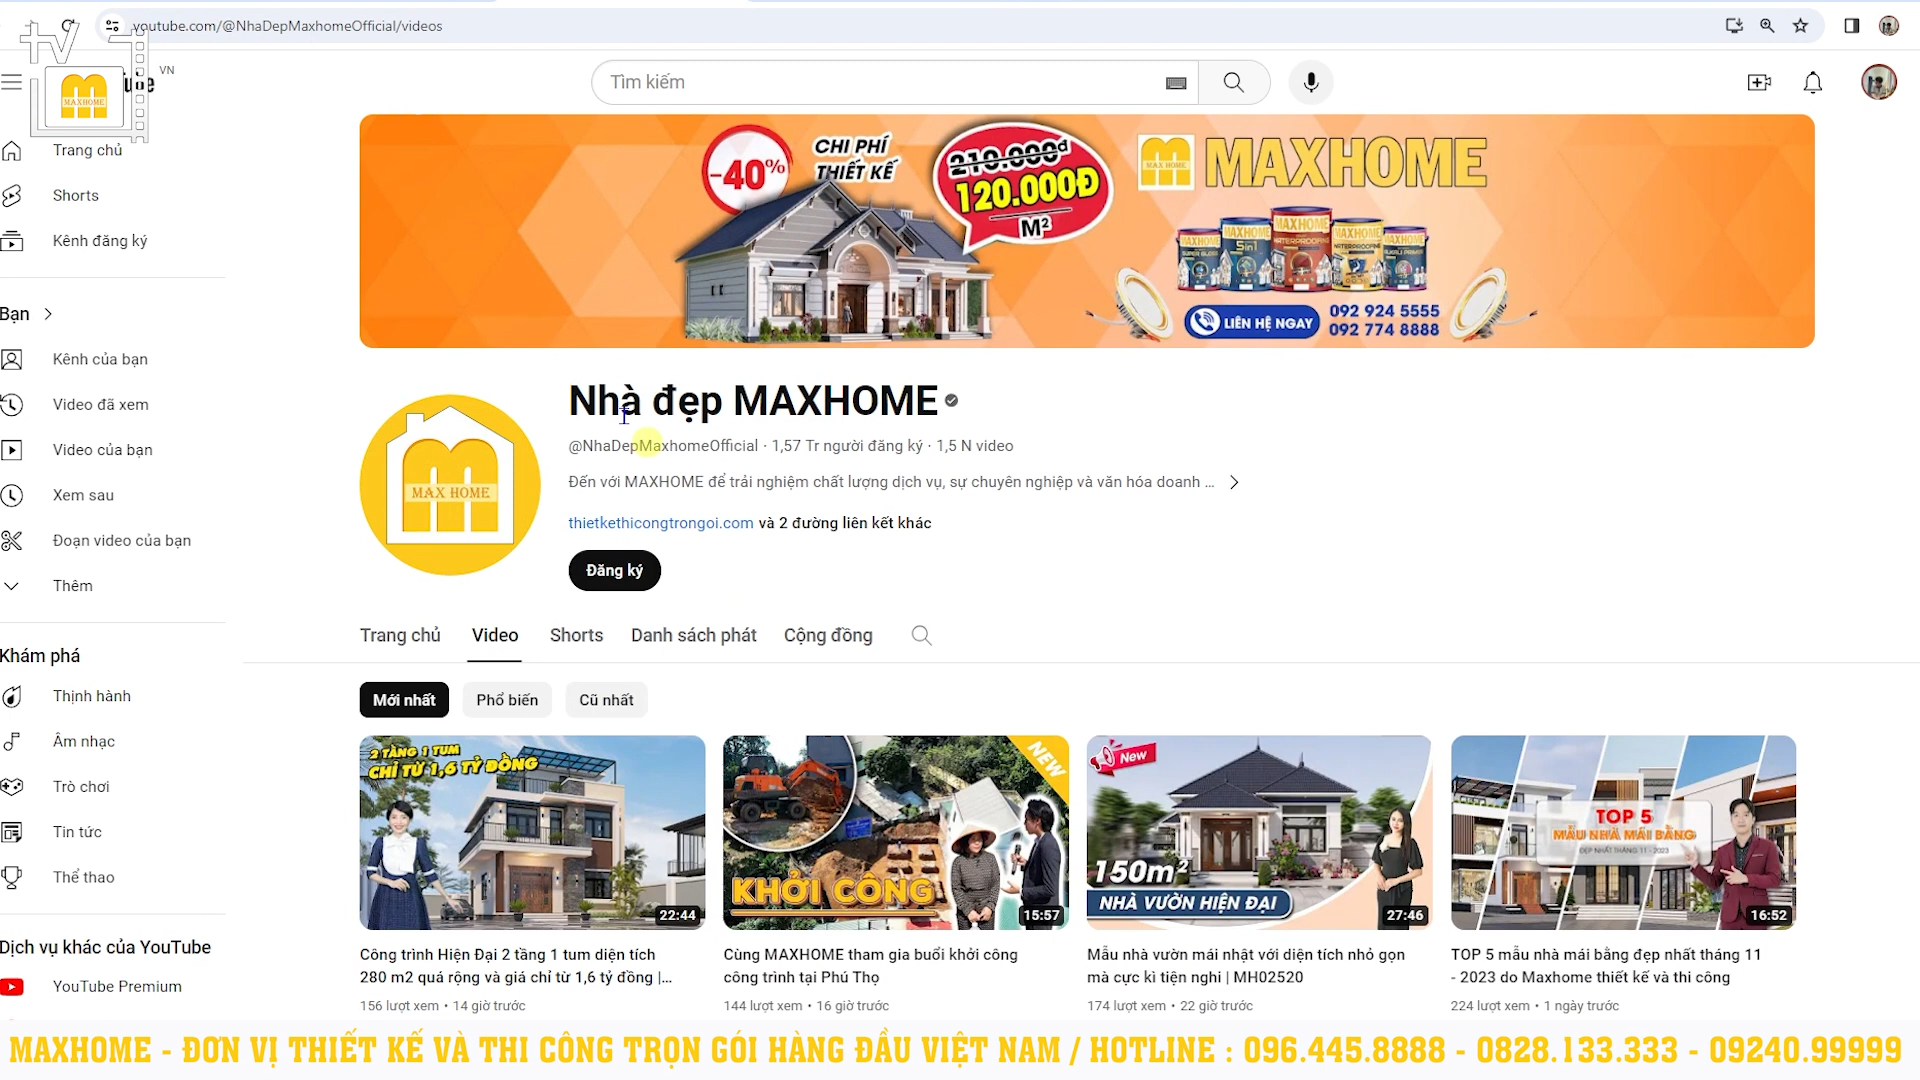 youtube.com/@NhaDepMaxhomeOfficial/videos
tv
MAXHOME
VN
Tìm kiếm
Trang chủ
Shorts
Kênh đăng ký
Bạn
Kênh của bạn
Video đã xem
Video của bạn
Xem sau
Đoạn video của bạn
Thêm
Khám phá
Thịnh hành
Âm nhạc
Trò chơi
Tin tức
Thể thao
Dịch vụ khác của YouTube
YouTube Premium
-40%
CHI PHÍ
THIẾT KẾ
210.000đ
120.000Đ
M²
MAX HOME
MAXHOME
LIÊN HỆ NGAY
092 924 5555
092 774 8888
MAX HOME
Nhà đẹp MAXHOME
@NhaDepMaxhomeOfficial · 1,57 Tr người đăng ký · 1,5 N video
Đến với MAXHOME để trải nghiệm chất lượng dịch vụ, sự chuyên nghiệp và văn hóa doanh ...
thietkethicongtrongoi.com và 2 đường liên kết khác
Đăng ký
Trang chủ Video Shorts Danh sách phát Cộng đồng
Mới nhất Phổ biến Cũ nhất
2 TẦNG 1 TUM
CHỈ TỪ 1,6 TỶ ĐỒNG
22:44
NEW
KHỞI CÔNG
15:57
New
150m²
NHÀ VƯỜN HIỆN ĐẠI
27:46
TOP 5
MẪU NHÀ MÁI BẰNG
ĐẸP NHẤT THÁNG 11 - 2023
16:52
Công trình Hiện Đại 2 tầng 1 tum diện tích
280 m2 quá rộng và giá chỉ từ 1,6 tỷ đồng |...
156 lượt xem • 14 giờ trước
Cùng MAXHOME tham gia buổi khởi công
công trình tại Phú Thọ
144 lượt xem • 16 giờ trước
Mẫu nhà vườn mái nhật với diện tích nhỏ gọn
mà cực kì tiện nghi | MH02520
174 lượt xem • 22 giờ trước
TOP 5 mẫu nhà mái bằng đẹp nhất tháng 11
- 2023 do Maxhome thiết kế và thi công
224 lượt xem • 1 ngày trước
MAXHOME - ĐƠN VỊ THIẾT KẾ VÀ THI CÔNG TRỌN GÓI HÀNG ĐẦU VIỆT NAM / HOTLINE : 096.445.8888 - 0828.133.333 - 09240.99999